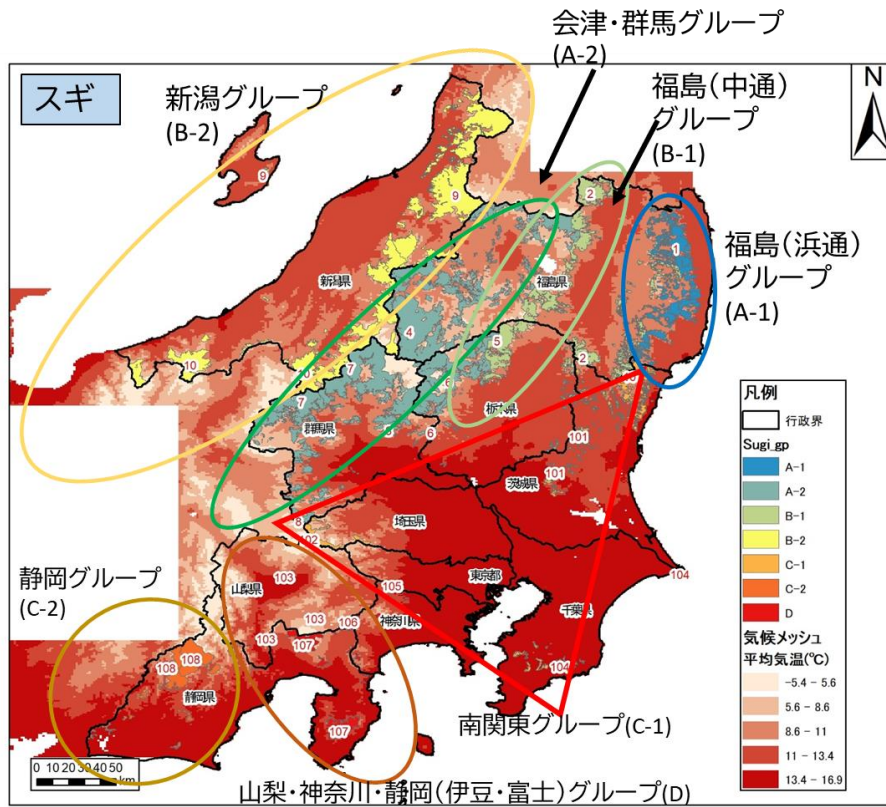 会津・群馬グループ
(A-2)
福島(中通)
グループ
(B-1)
スギ
新潟グループ
(B-2)
N
福島(浜通)
グループ
(A-1)
9
9
2
1
新潟県
福島県
4
5
2
10
7
7
6
6
栃木県
群馬県
101
101
茨城県
8
102
埼玉県
静岡グループ
(C-2)
山梨県
103
105
東京都
104
103
106
神奈川県
千葉県
103
107
108
108
静岡県
104
107
南関東グループ(C-1)
0 10 20 30 40 50
km
山梨・神奈川・静岡(伊豆・富士)グループ(D)
凡例
行政界
Sugi_gp
A-1
A-2
B-1
B-2
C-1
C-2
D
気候メッシュ
平均気温(℃)
-5.4 - 5.6
5.6 - 8.6
8.6 - 11
11 - 13.4
13.4 - 16.9